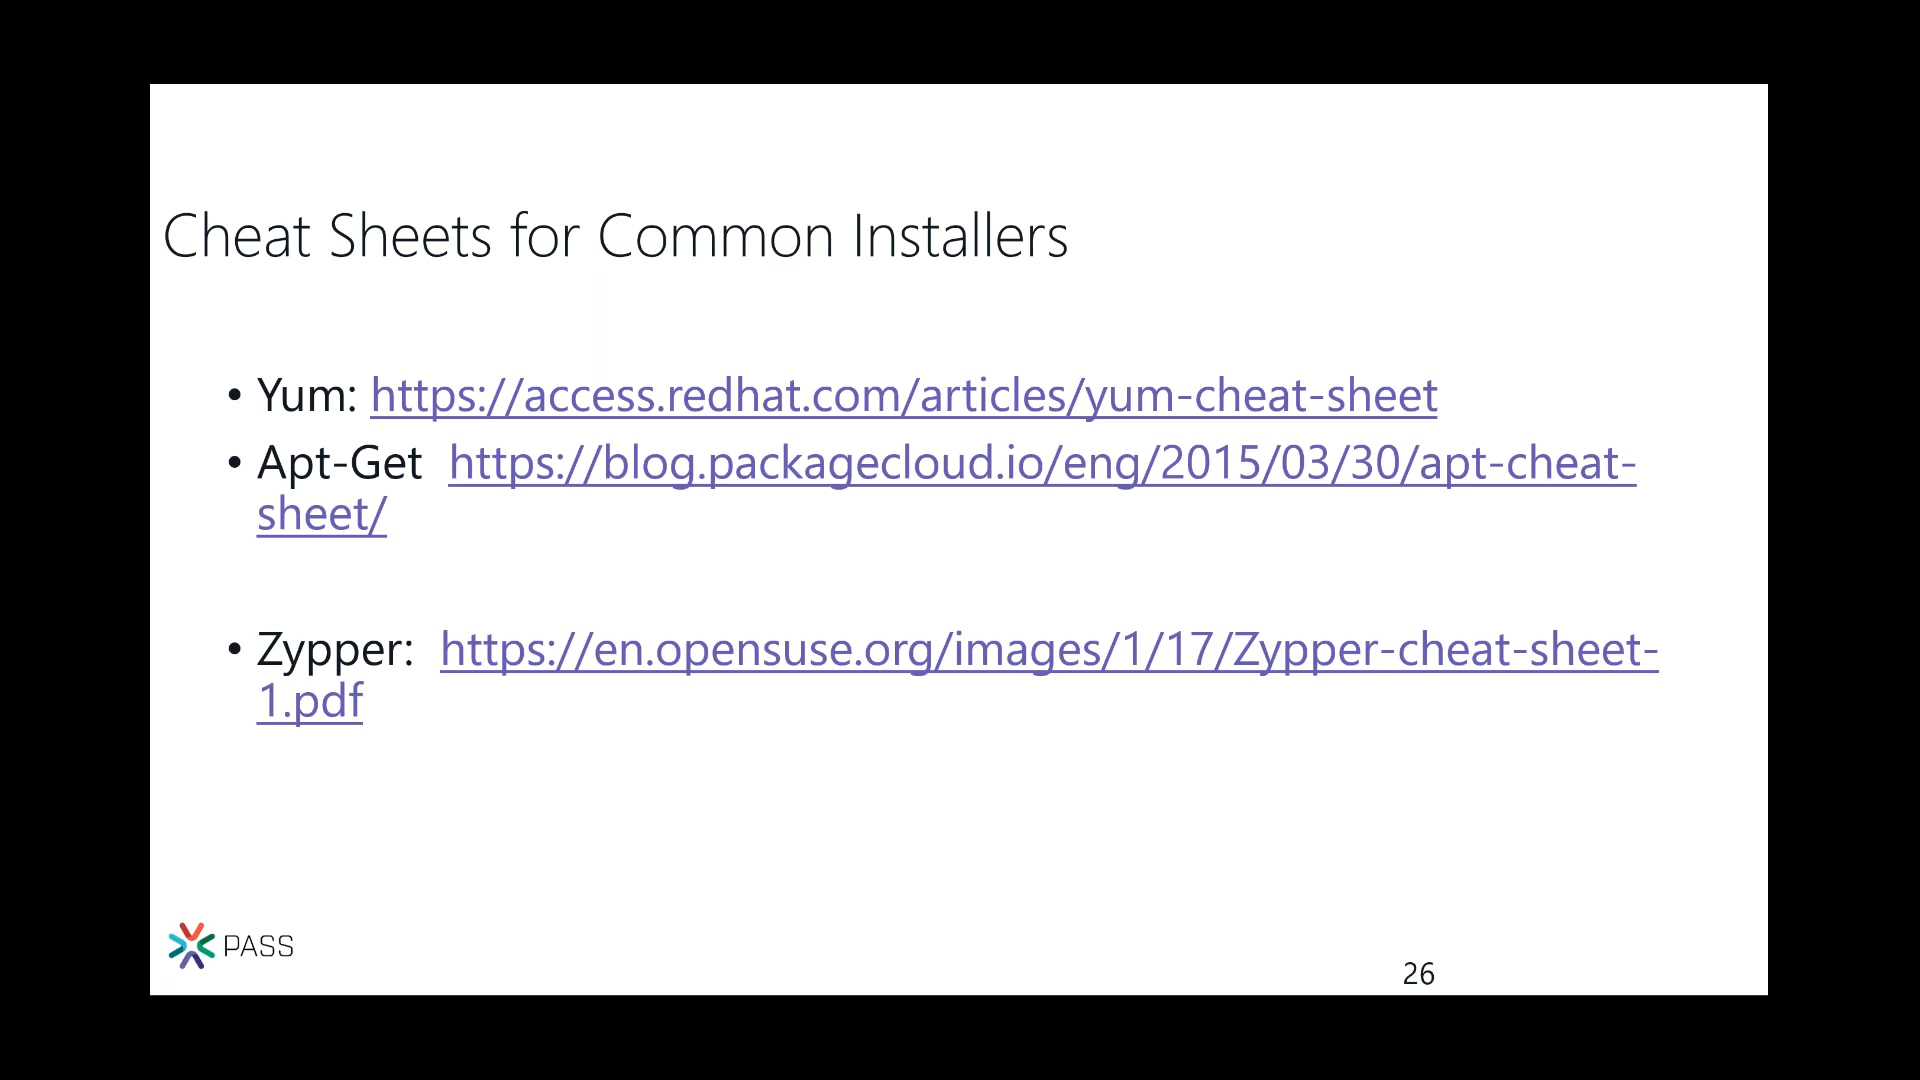 Cheat Sheets for Common Installers
• Yum: https://access.redhat.com/articles/yum-cheat-sheet
• Apt-Get  https://blog.packagecloud.io/eng/2015/03/30/apt-cheat-
sheet/
• Zypper:  https://en.opensuse.org/images/1/17/Zypper-cheat-sheet-
1.pdf
PASS
26